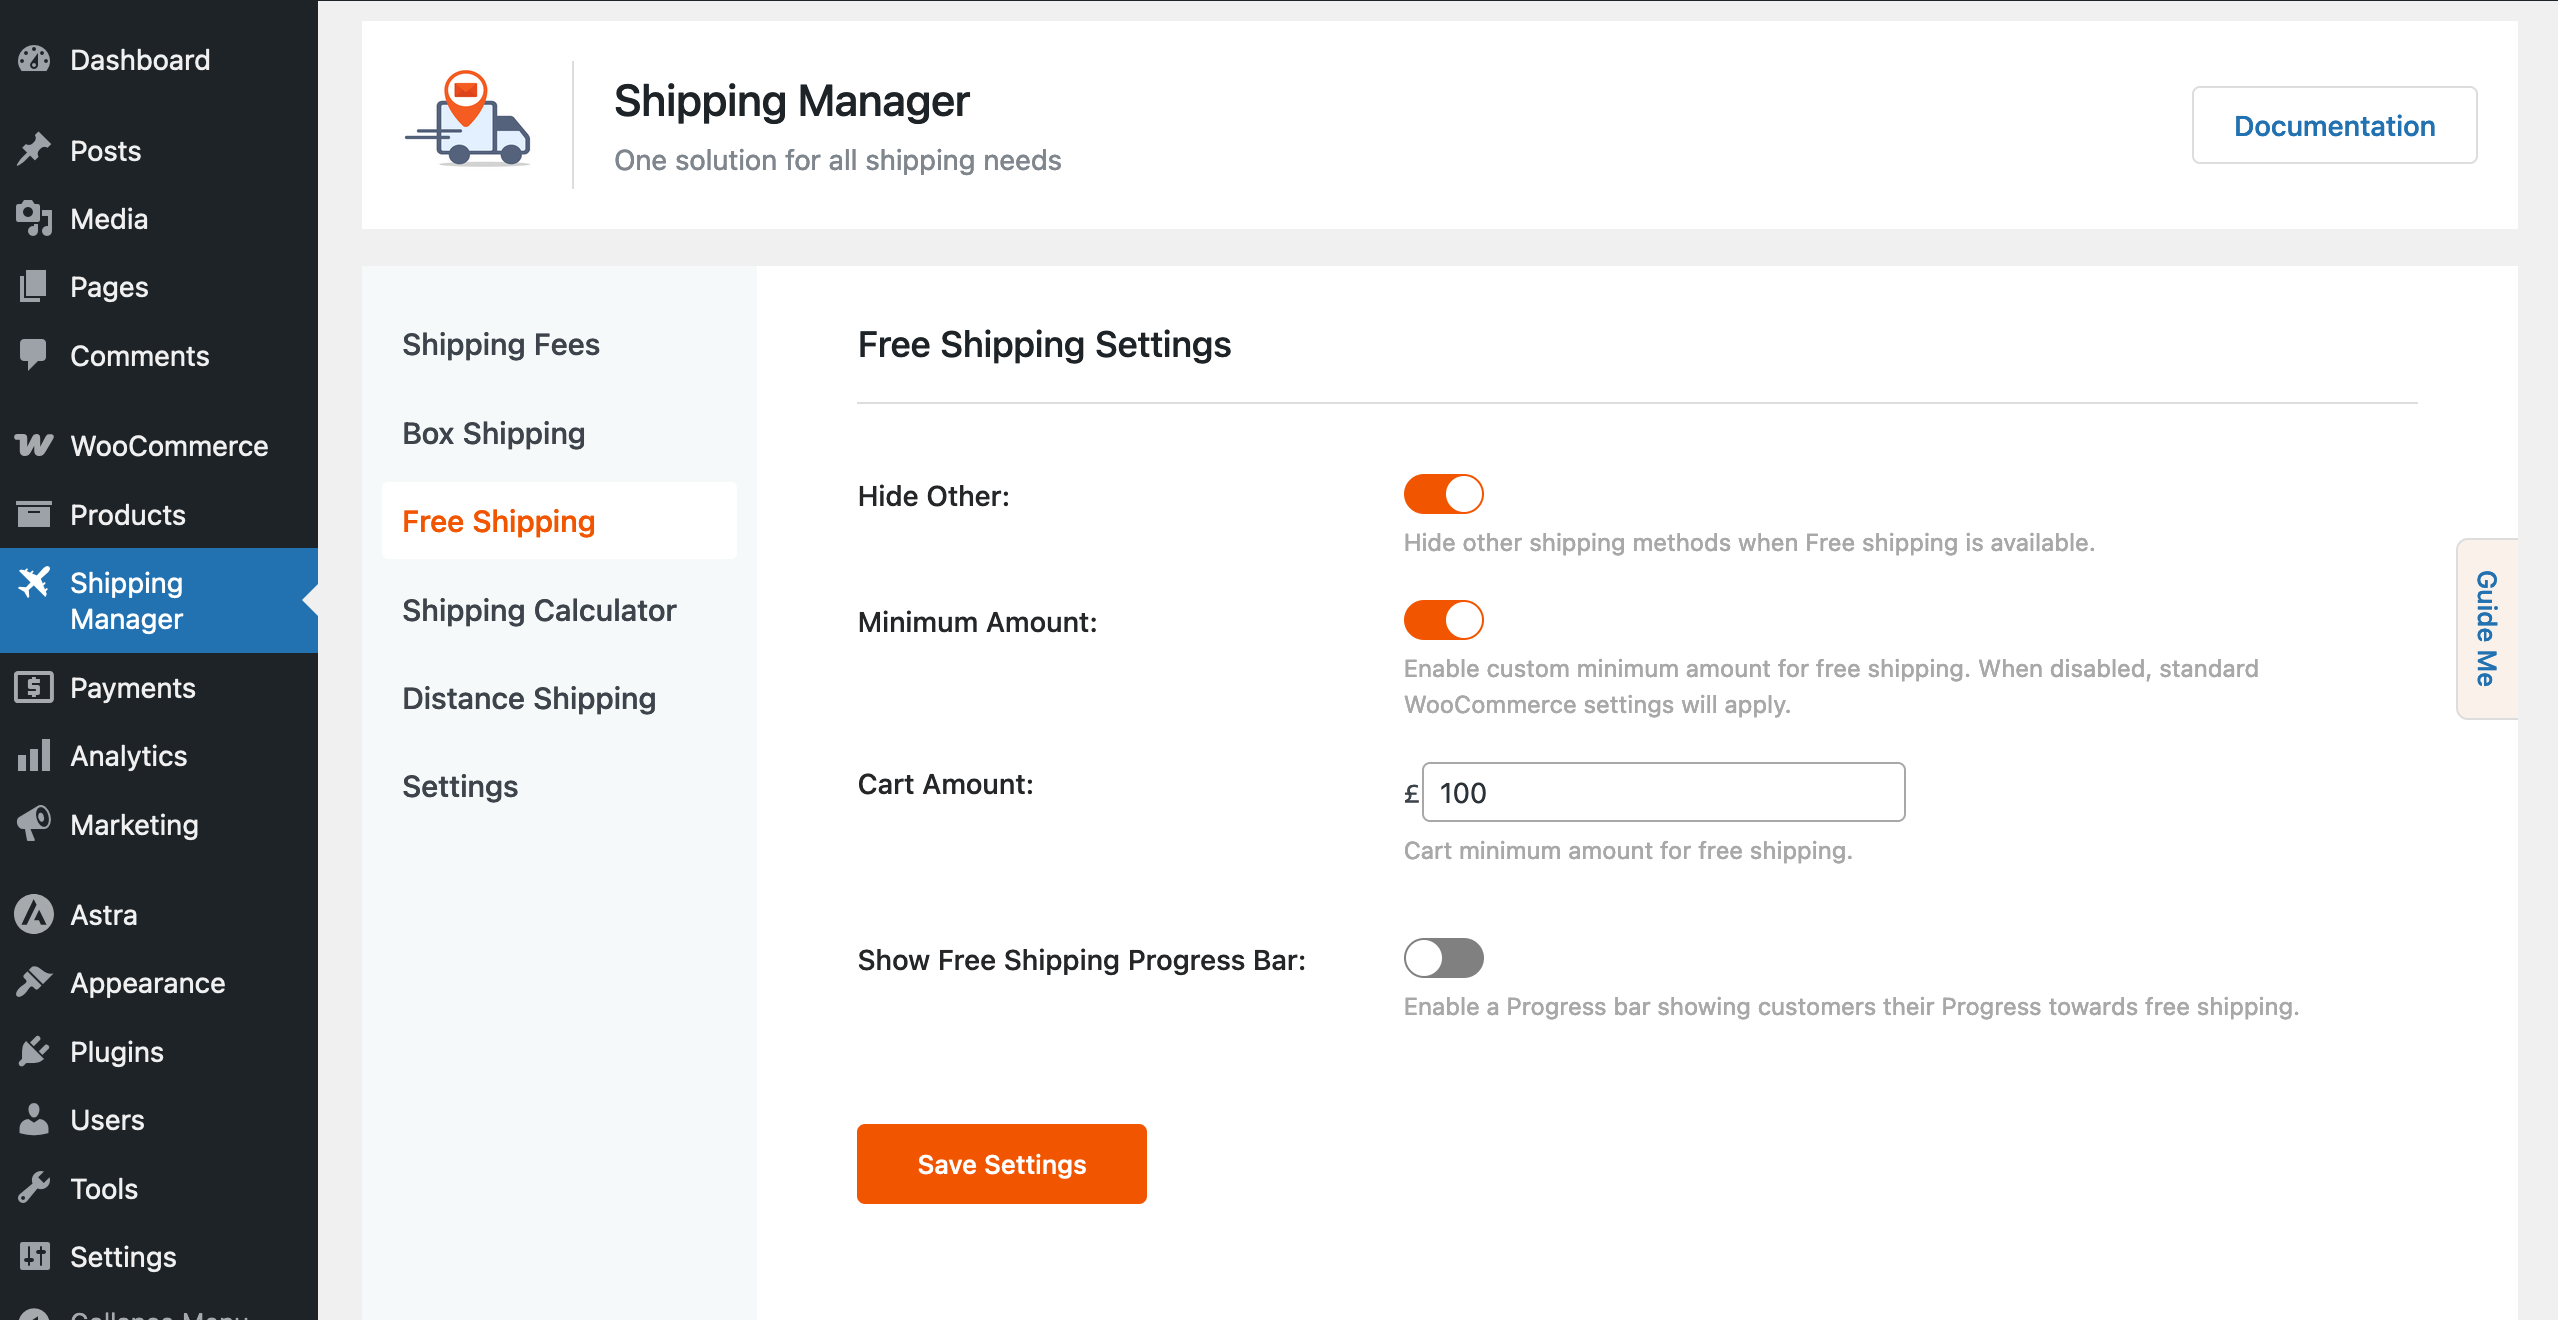 Dashboard
Posts
Media
Pages
Comments
WooCommerce
Products
Shipping
Manager
Payments
Analytics
Marketing
Astra
Appearance
Plugins
Users
Tools
Settings
Collapse Menu
Shipping Manager
One solution for all shipping needs
Documentation
Shipping Fees
Box Shipping
Free Shipping
Shipping Calculator
Distance Shipping
Settings
Free Shipping Settings
Hide Other:
Hide other shipping methods when Free shipping is available.
Minimum Amount:
Enable custom minimum amount for free shipping. When disabled, standard
WooCommerce settings will apply.
Cart Amount:
£ 100
Cart minimum amount for free shipping.
Show Free Shipping Progress Bar:
Enable a Progress bar showing customers their Progress towards free shipping.
Save Settings
Guide Me